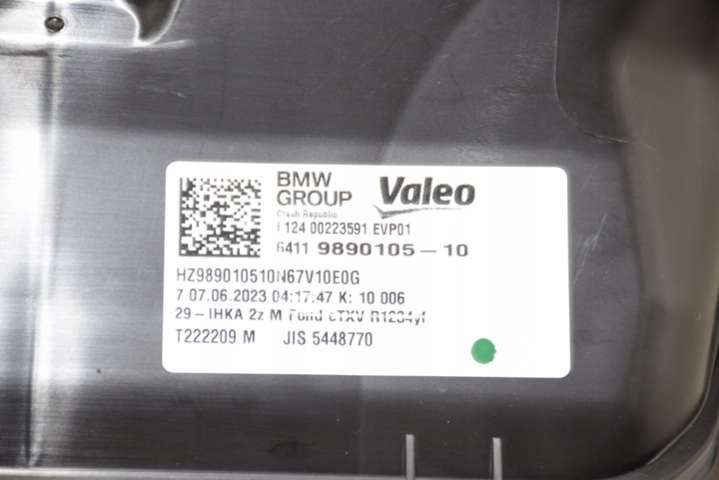 BMW
GROUP
Valeo
Czech Republic
1124 00223591 EVP01
6411 9890105-10
HZ989010510N67V10E0G
7 07.06.2023 04:17:47 K: 10 006
29-IHKA 2z M Fond eTXV R1234yf
T222209 M JIS 5448770